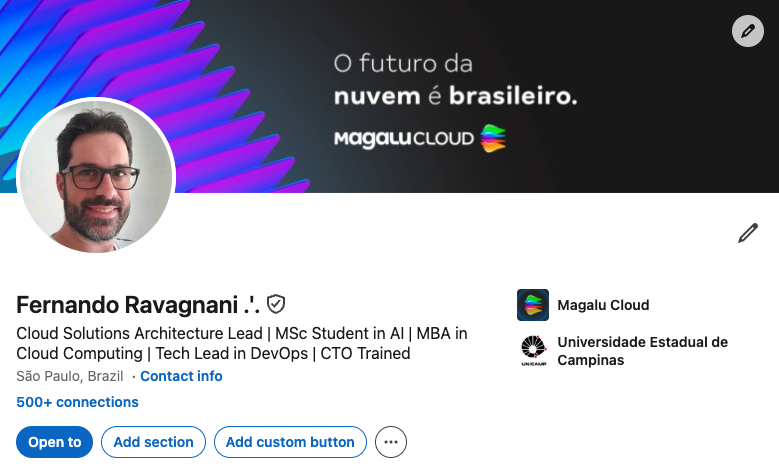 O futuro da
nuvem é brasileiro.
MagaluCLOUD
Fernando Ravagnani .'.
Cloud Solutions Architecture Lead | MSc Student in AI | MBA in
Cloud Computing | Tech Lead in DevOps | CTO Trained
São Paulo, Brazil · Contact info
500+ connections
Open to
Add section
Add custom button
Magalu Cloud
UNICAMP
Universidade Estadual de
Campinas